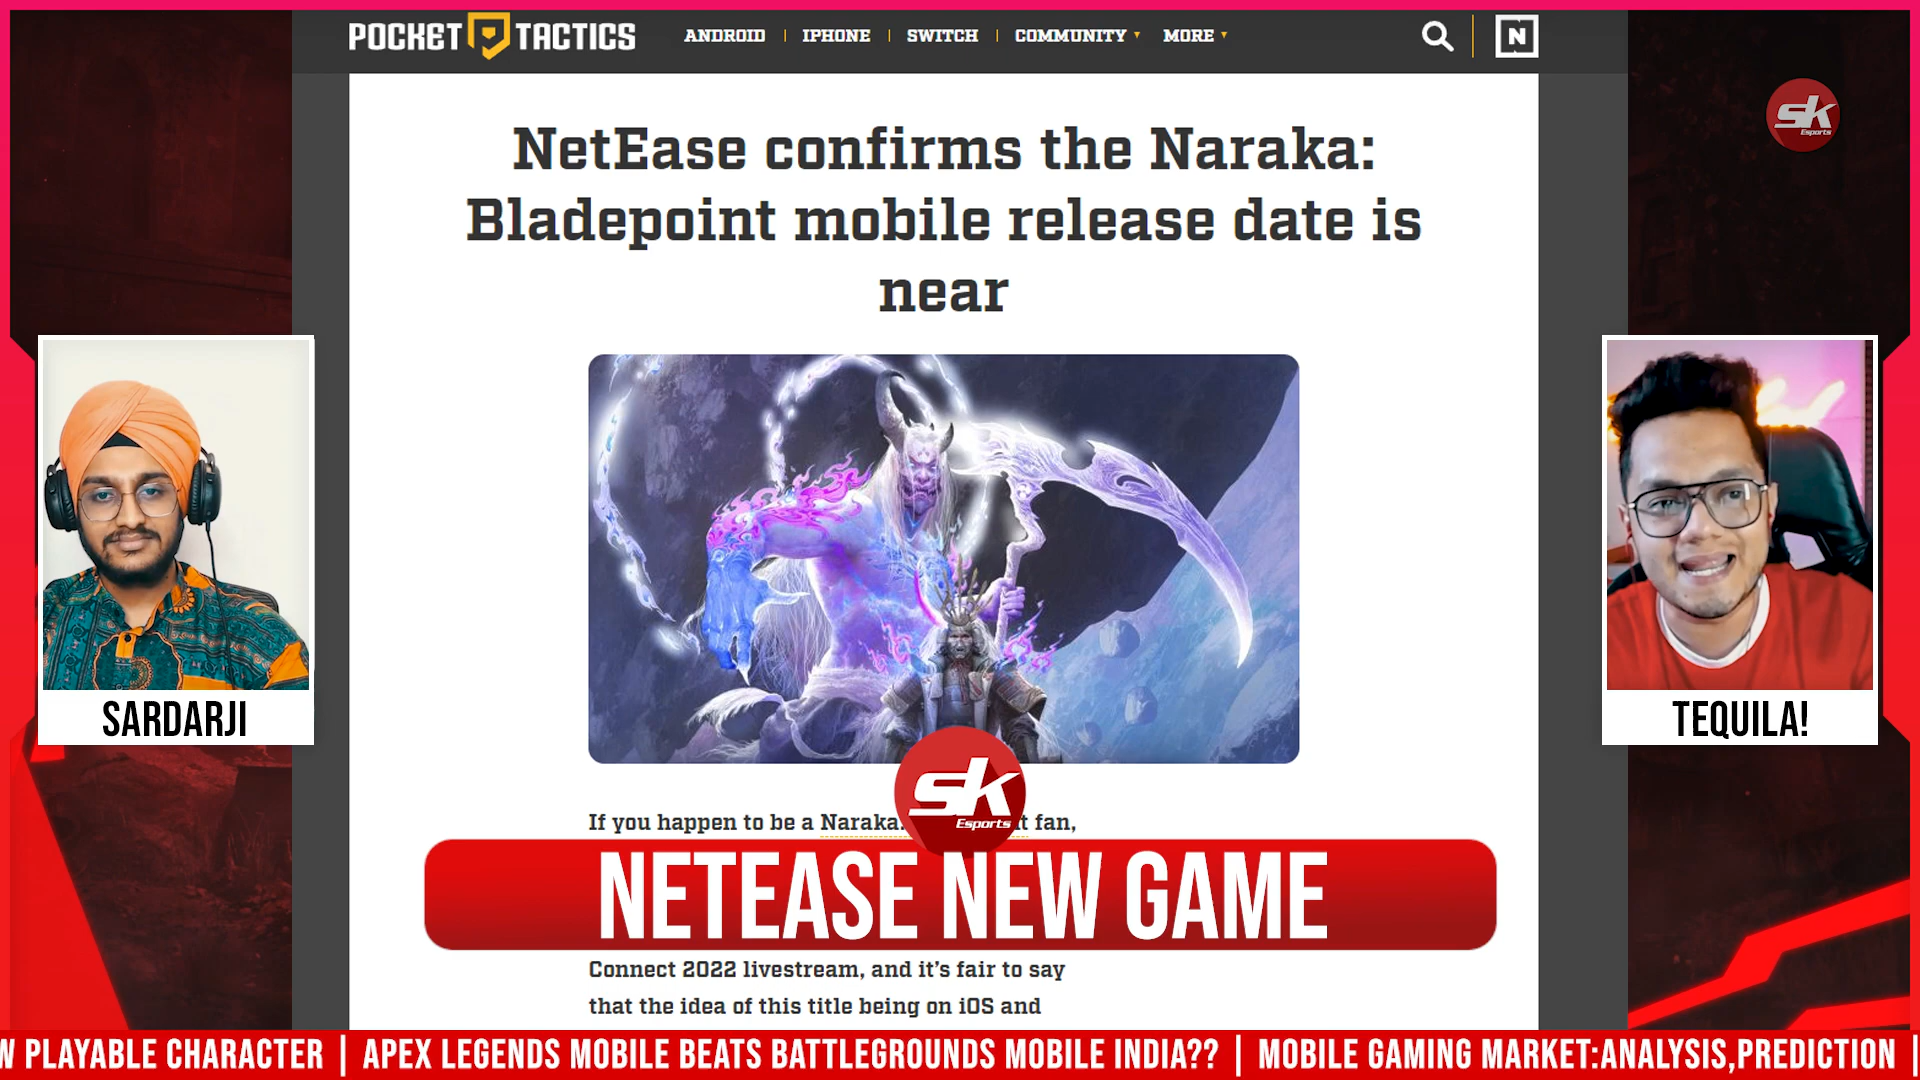 POCKET TACTICS
ANDROID
IPHONE
SWITCH
COMMUNITY
MORE
N
sk
Esports
NetEase confirms the Naraka:
Bladepoint mobile release date is
near
SARDARJI
TEQUILA!
If you happen to be a Naraka: t fan,
sk
Esports
NETEASE NEW GAME
Connect 2022 livestream, and it's fair to say
that the idea of this title being on iOS and
W PLAYABLE CHARACTER | APEX LEGENDS MOBILE BEATS BATTLEGROUNDS MOBILE INDIA?? | MOBILE GAMING MARKET:ANALYSIS,PREDICTION |